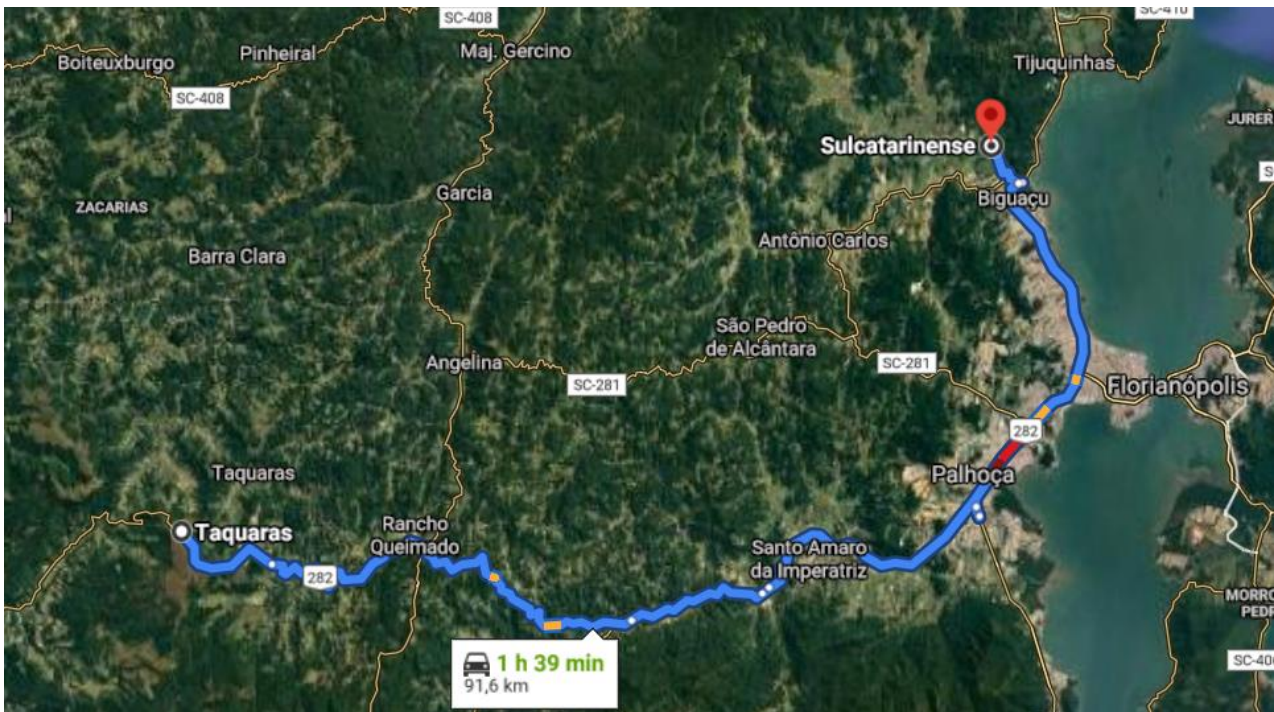 SC-408
SC-410
Boiteuxburgo
Pinheiral
Maj. Gercino
Tijuquinhas
SC-408
Sulcatarinense
Garcia
ZACARIAS
Biguaçu
Antônio Carlos
Barra Clara
São Pedro
de Alcântara
Angelina
SC-281
SC-281
Florianópolis
282
Taquaras
Palhoça
Taquaras
Rancho
Queimado
Santo Amaro
da Imperatriz
282
1 h 39 min
91,6 km